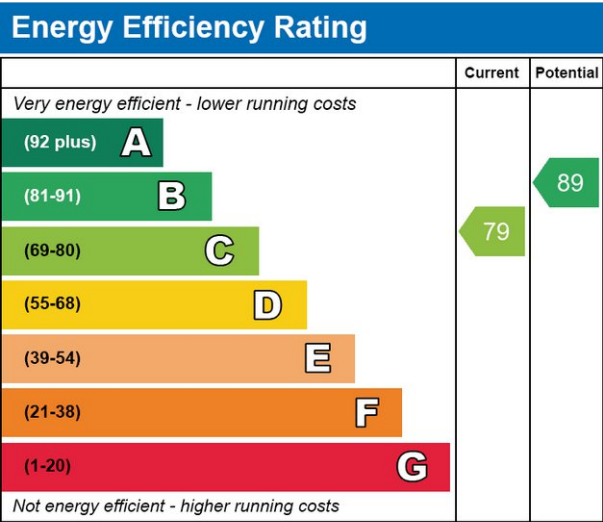 Energy Efficiency Rating
Current Potential
Very energy efficient - lower running costs
(92 plus) A
(81-91) B
89
(69-80) C
79
(55-68) D
(39-54) E
(21-38) F
(1-20) G
Not energy efficient - higher running costs